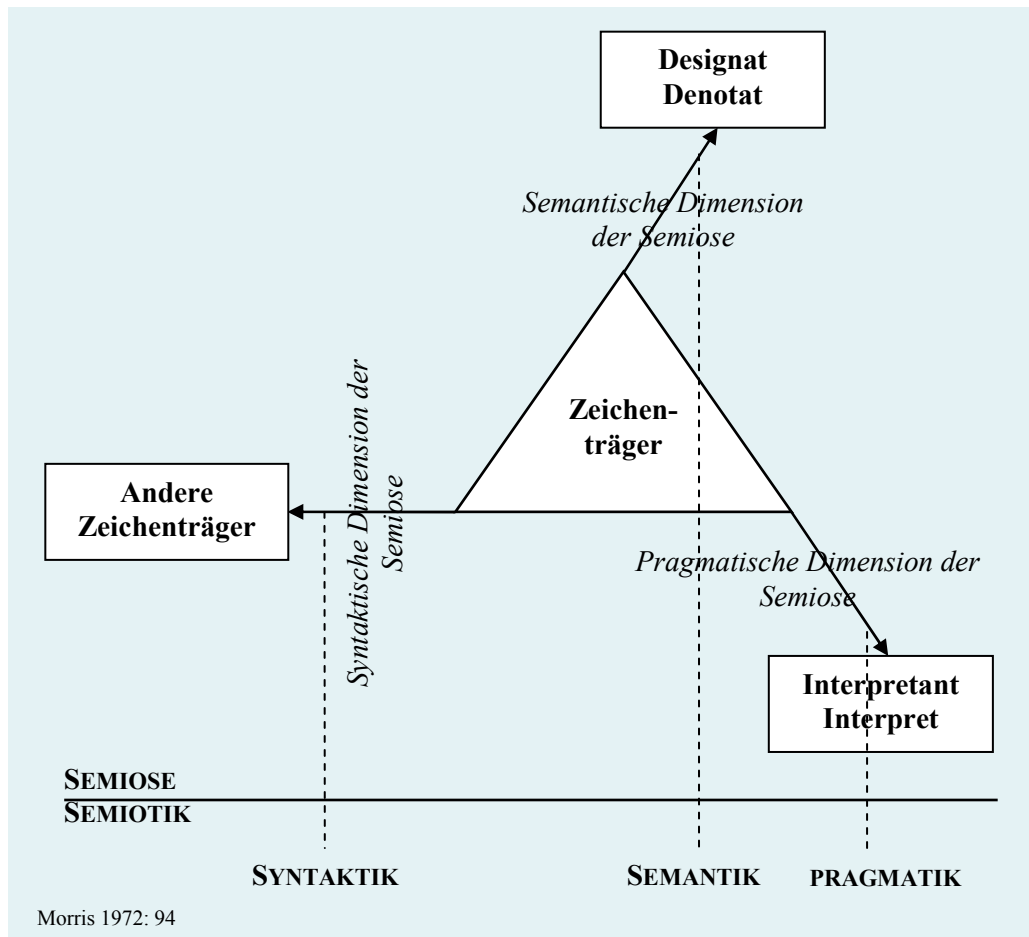 Designat
Denotat
Semantische Dimension
der Semiose
Zeichen-
träger
Syntaktische Dimension der
Semiose
Andere
Zeichenträger
Pragmatische Dimension der
Semiose
Interpretant
Interpret
SEMIOSE
SEMIOTIK
SYNTAKTIK
SEMANTIK
PRAGMATIK
Morris 1972: 94